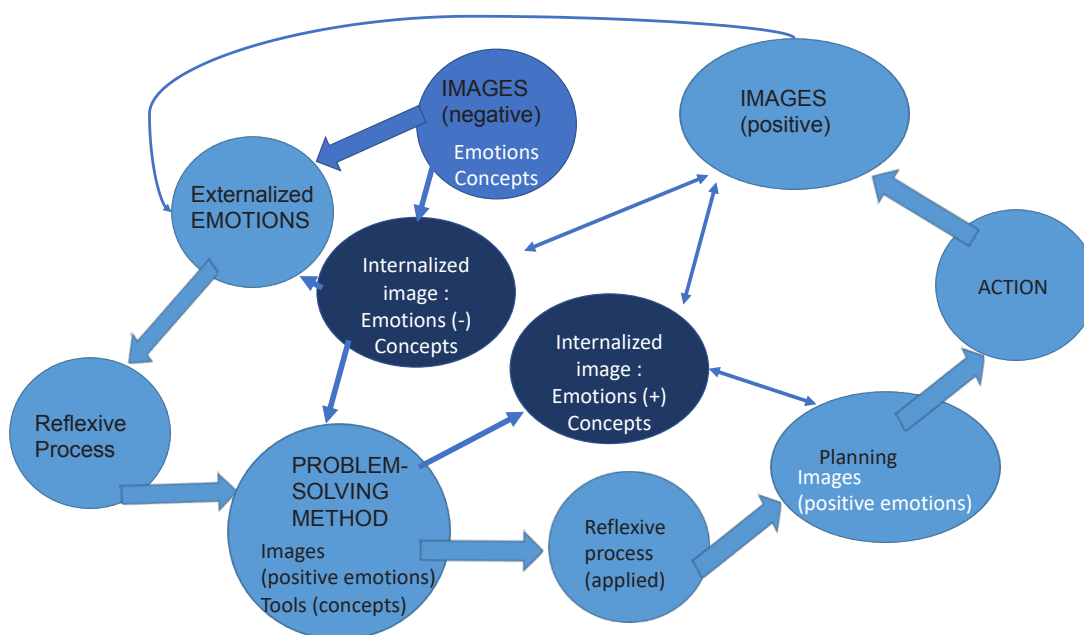 IMAGES
(negative)
Emotions
Concepts
IMAGES
(positive)
Externalized
EMOTIONS
Internalized
image :
Emotions (-)
Concepts
ACTION
Internalized
image :
Emotions (+)
Concepts
Reflexive
Process
PROBLEM-
SOLVING
METHOD
Images
(positive emotions)
Tools (concepts)
Reflexive
process
(applied)
Planning
Images
(positive emotions)